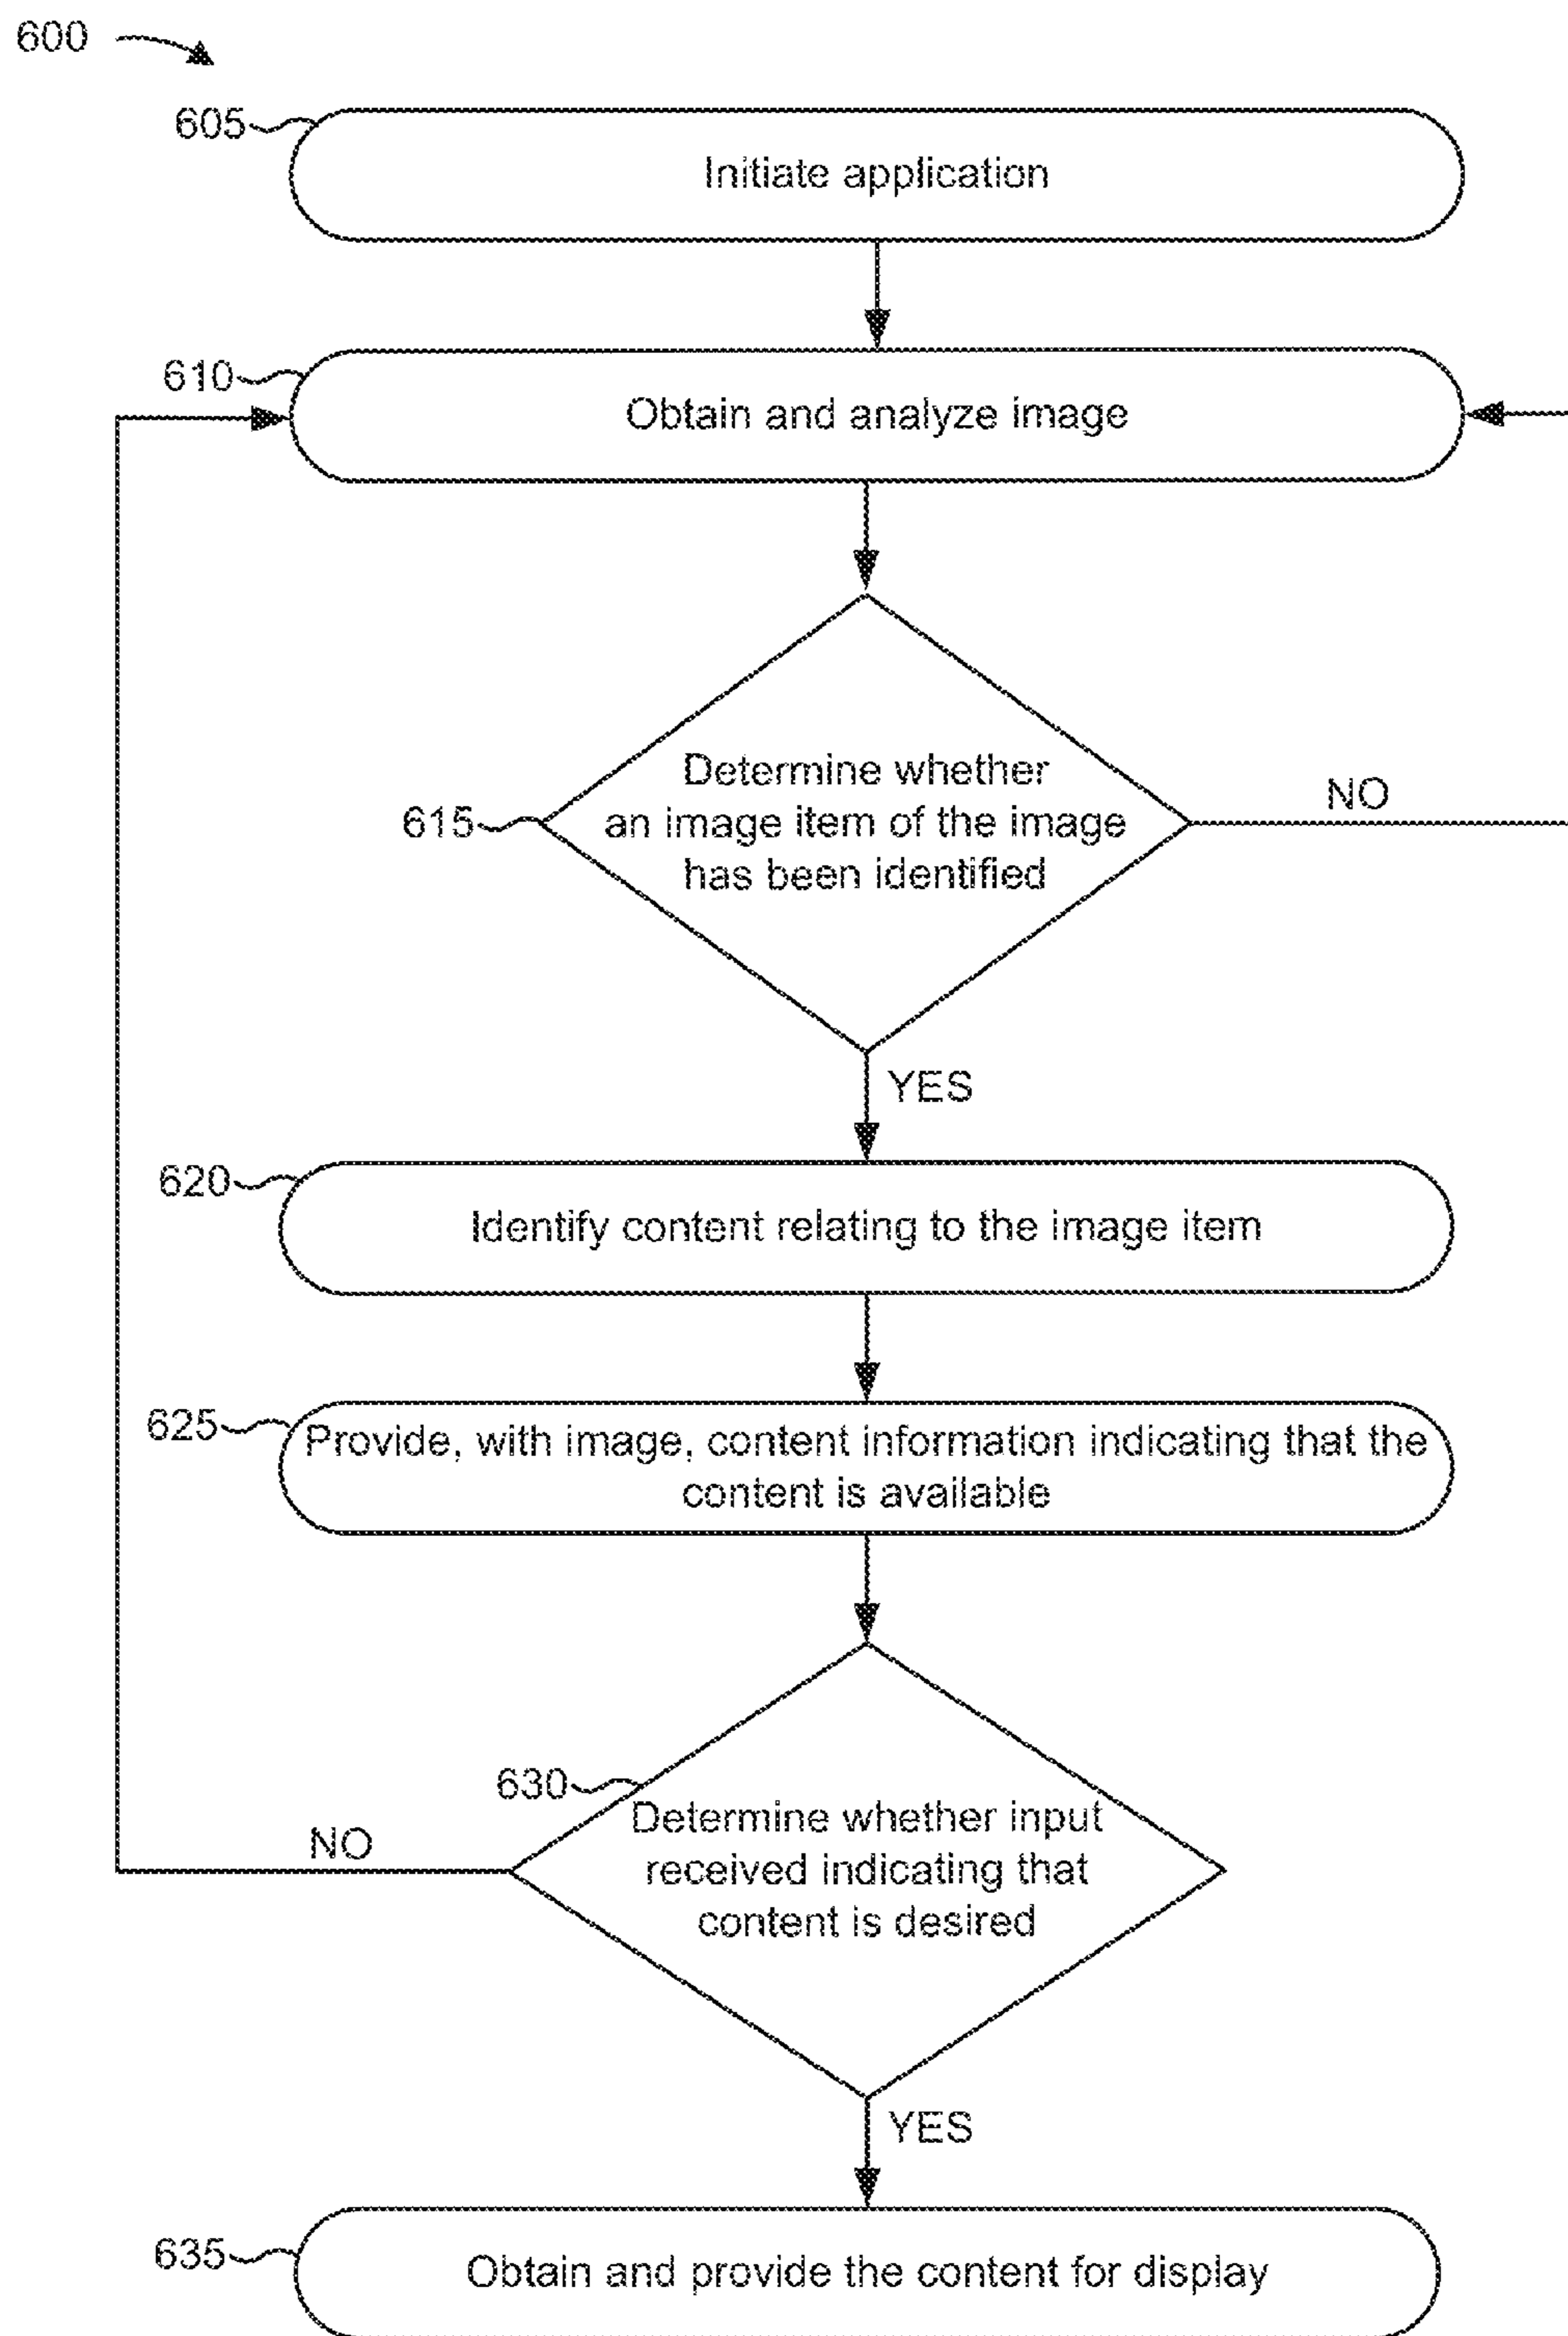 600
605
Initiate application
610
Obtain and analyze image
615
Determine whether
an image item of the image
has been identified
NO
YES
620
Identify content relating to the image item
625
Provide, with image, content information indicating that the
content is available
630
Determine whether input
received indicating that
content is desired
NO
YES
635
Obtain and provide the content for display